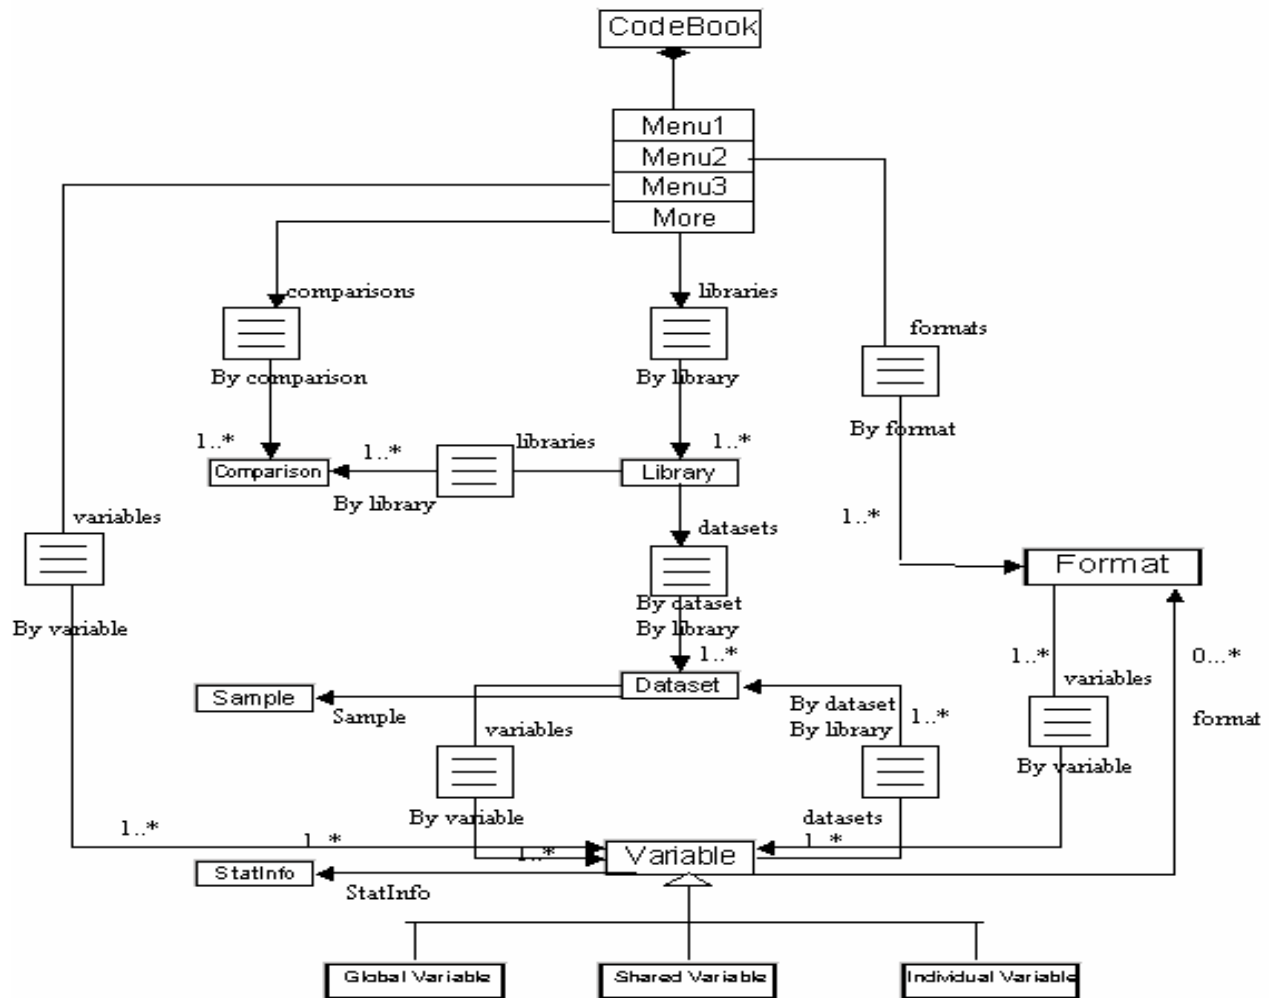 CodeBook
Menu1
Menu2
Menu3
More
comparisons
libraries
formats
By comparison
By library
By format
1..*
1..*
libraries
1..*
Comparison
Library
By library
variables
datasets
1..*
Format
By dataset
By library
By variable
1..*
1..*
0...*
variables
Dataset
Sample
Sample
By dataset
By library
1..*
format
variables
By variable
By variable
datasets
1..*
1..*
1..*
1..*
Variable
StatInfo
StatInfo
Global Variable
Shared Variable
Individual Variable